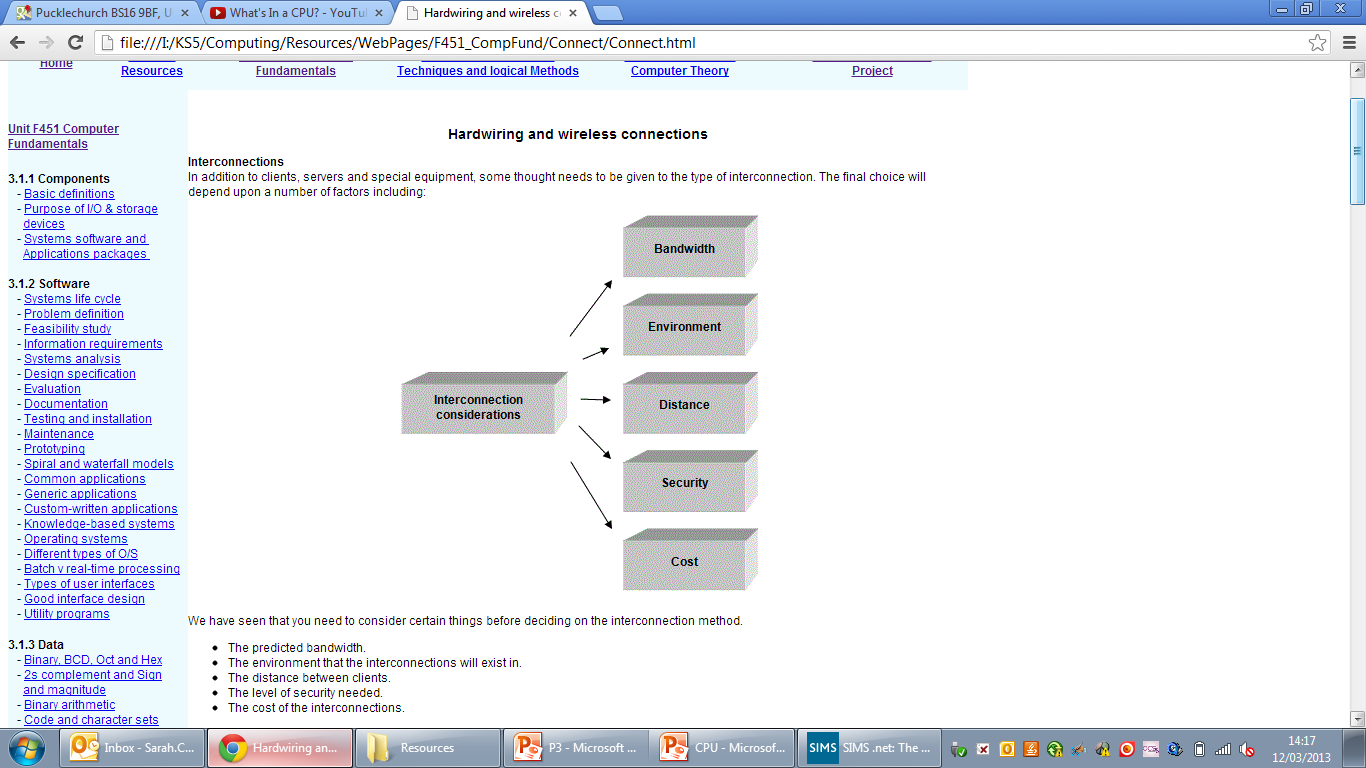 Pucklechurch BS16 9BF, U
What's In a CPU? - YouTu
Hardwiring and wireless c
file:///I:/KS5/Computing/Resources/WebPages/F451_CompFund/Connect/Connect.html
Home
Resources
Fundamentals
Techniques and logical Methods
Computer Theory
Project
Unit F451 Computer
Fundamentals
3.1.1 Components
- Basic definitions
- Purpose of I/O & storage
devices
- Systems software and
Applications packages
3.1.2 Software
- Systems life cycle
- Problem definition
- Feasibility study
- Information requirements
- Systems analysis
- Design specification
- Evaluation
- Documentation
- Testing and installation
- Maintenance
- Prototyping
- Spiral and waterfall models
- Common applications
- Generic applications
- Custom-written applications
- Knowledge-based systems
- Operating systems
- Different types of O/S
- Batch v real-time processing
- Types of user interfaces
- Good interface design
- Utility programs
3.1.3 Data
- Binary, BCD, Oct and Hex
- 2s complement and Sign
and magnitude
- Binary arithmetic
- Code and character sets
Hardwiring and wireless connections
Interconnections
In addition to clients, servers and special equipment, some thought needs to be given to the type of interconnection. The final choice will
depend upon a number of factors including:
Bandwidth
Environment
Interconnection
considerations
Distance
Security
Cost
We have seen that you need to consider certain things before deciding on the interconnection method.
• The predicted bandwidth.
• The environment that the interconnections will exist in.
• The distance between clients.
• The level of security needed.
• The cost of the interconnections.
Inbox - Sarah.C...
Hardwiring an...
Resources
P3 - Microsoft ...
CPU - Microsof...
SIMS
SIMS .net: The ...
14:17
12/03/2013